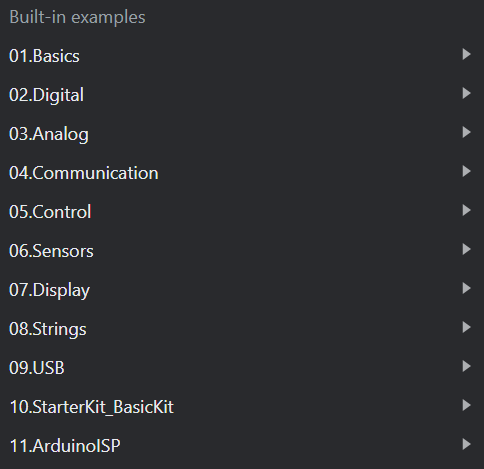 Built-in examples
01.Basics
02.Digital
03.Analog
04.Communication
05.Control
06.Sensors
07.Display
08.Strings
09.USB
10.StarterKit_BasicKit
11.ArduinoISP